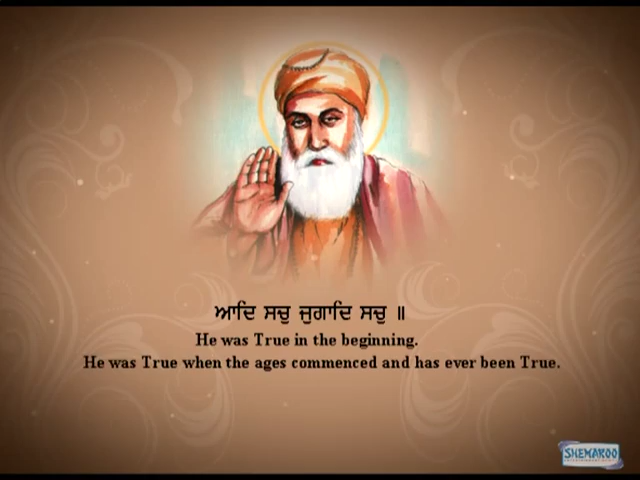 ਆਦਿ ਸਚੁ ਜੁਗਾਦਿ ਸਚੁ ॥
He was True in the beginning.
He was True when the ages commenced and has ever been True.
SHEMAROO